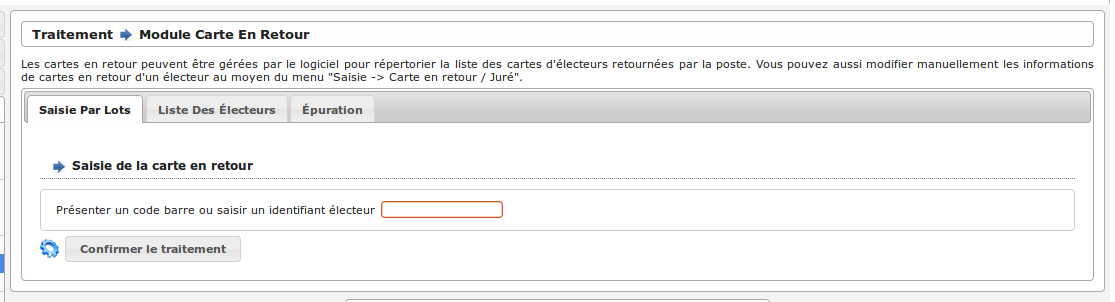 Traitement Module Carte En Retour
Les cartes en retour peuvent être gérées par le logiciel pour répertorier la liste des cartes d'électeurs retournées par la poste. Vous pouvez aussi modifier manuellement les informations
de cartes en retour d'un électeur au moyen du menu "Saisie -> Carte en retour / Juré".
Saisie Par Lots Liste Des Électeurs Épuration
Saisie de la carte en retour
Présenter un code barre ou saisir un identifiant électeur
Confirmer le traitement